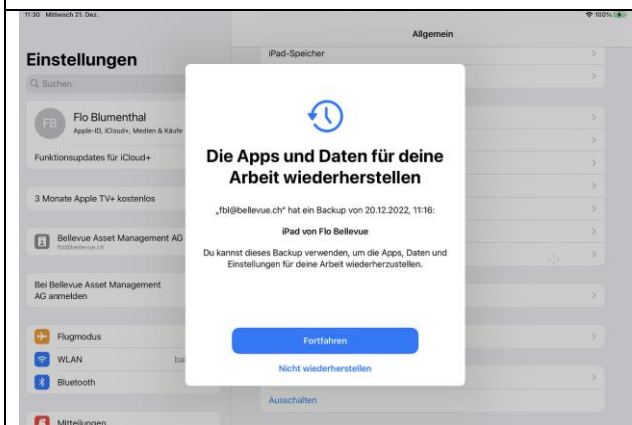 11:30 Mittwoch 21. Dez.
100%
Allgemein
Einstellungen
Suchen
FB
Flo Blumenthal
Apple-ID, iCloud+, Medien & Käufe
Funktionsupdates für iCloud+
3 Monate Apple TV+ kostenlos
Bellevue Asset Management AG
fbl@bellevue.ch
Bei Bellevue Asset Management
AG anmelden
Flugmodus
WLAN
ba
Bluetooth
Mitteilungen
iPad-Speicher
Die Apps und Daten für deine
Arbeit wiederherstellen
„fbl@bellevue.ch“ hat ein Backup von 20.12.2022, 11:16:
iPad von Flo Bellevue
Du kannst dieses Backup verwenden, um die Apps, Daten und
Einstellungen für deine Arbeit wiederherzustellen.
Fortfahren
Nicht wiederherstellen
Ausschalten